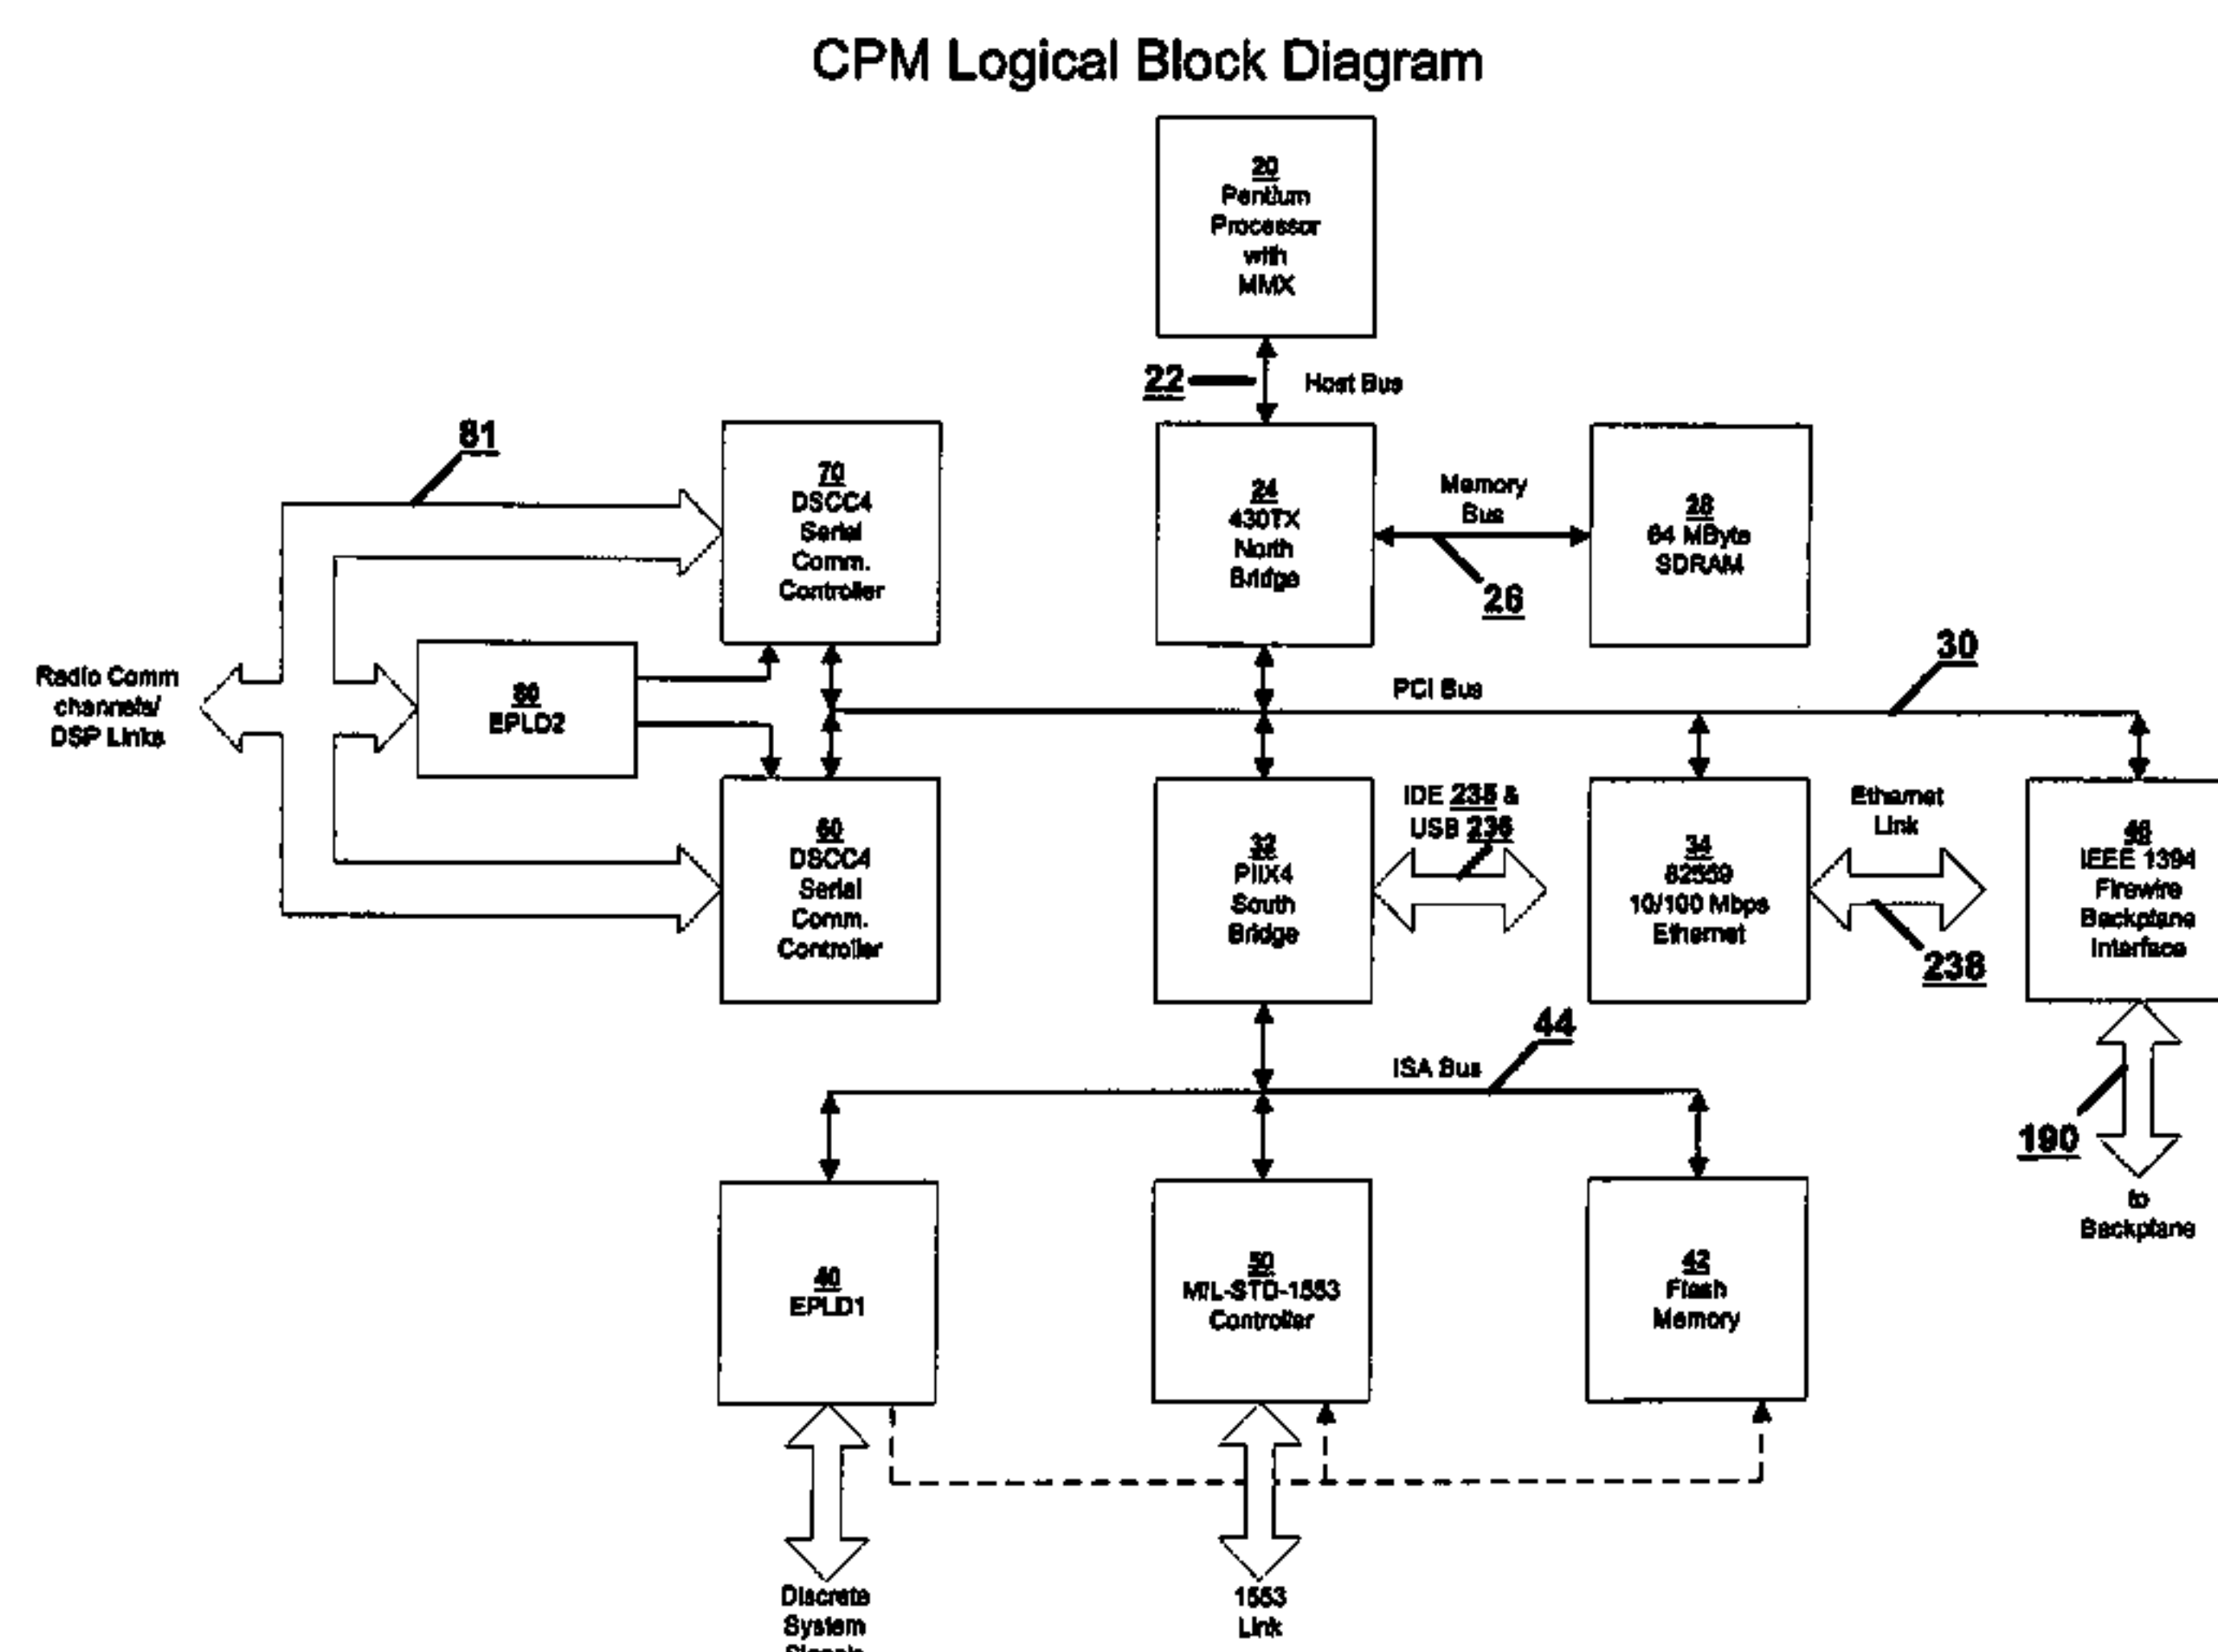 CPM Logical Block Diagram
20
Pentium
Processor
with
MMX
22
Host Bus
81
70
DSCC4
Serial
Comm.
Controller
24
430TX
North
Bridge
Memory
Bus
26
28
64 MByte
SDRAM
30
PCI Bus
Radio Comm
channels/
DSP Links
80
EPLD2
60
DSCC4
Serial
Comm.
Controller
32
PIIX4
South
Bridge
IDE 235 &
USB 236
34
82559
10/100 Mbps
Ethernet
Ethernet
Link
238
IEEE 1394
Firewire
Backplane
Interface
44
ISA Bus
190
to
Backplane
40
EPLD1
50
MIL-STD-1553
Controller
42
Flash
Memory
Discrete
System
1553
Link